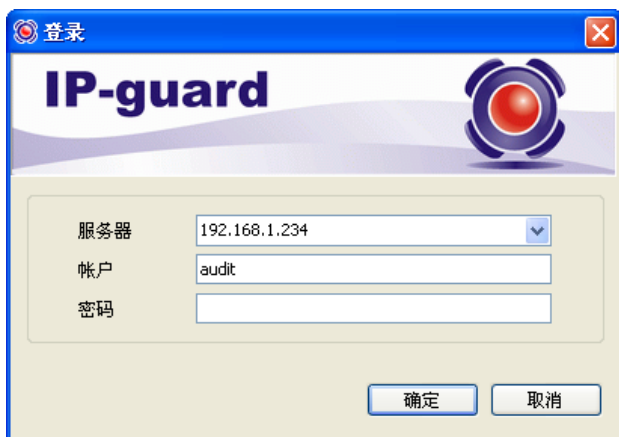 登录
IP-guard
服务器 192.168.1.234
帐户 audit
密码
确定 取消